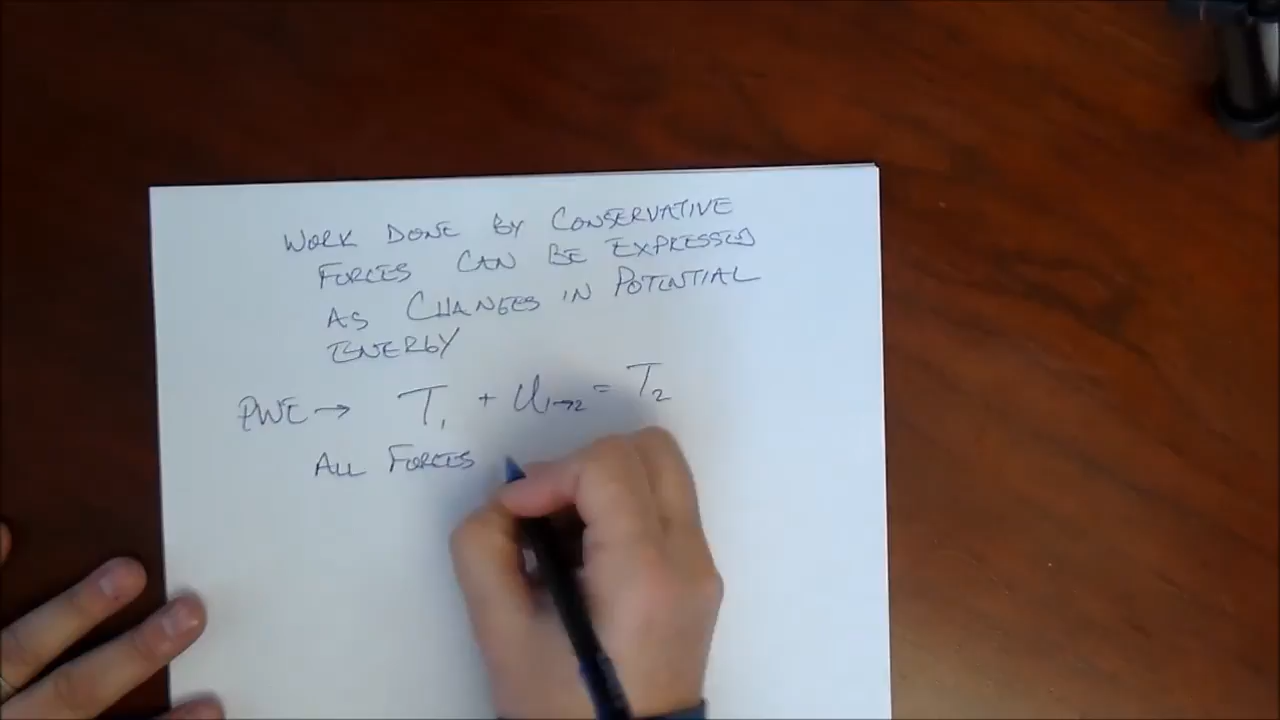 WORK DONE BY CONSERVATIVE
FORCES CAN BE EXPRESSED
AS CHANGES IN POTENTIAL
ENERGY
PWE → T₁ + U₁→₂ = T₂
ALL FORCES